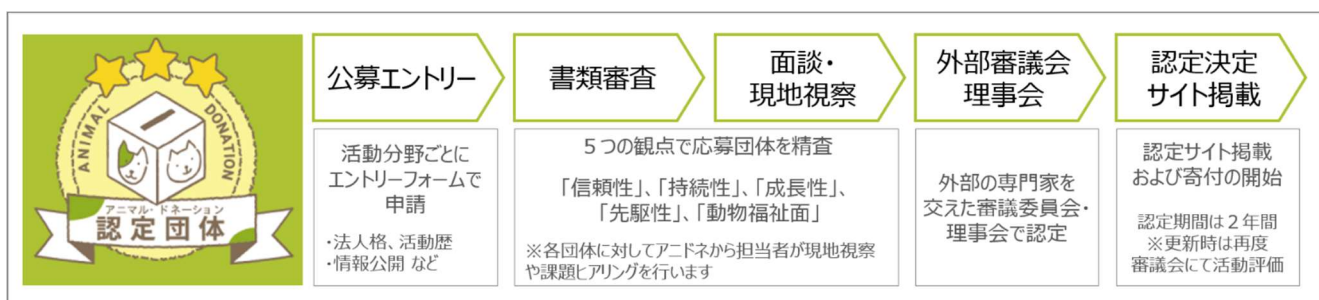 ANIMAL DONATION
アニマル・ドネーション
認定団体
公募エントリー
書類審査
面談・
現地視察
外部審議会
理事会
認定決定
サイト掲載
活動分野ごとに
エントリーフォームで
申請
・法人格、活動歴
・情報公開 など
５つの観点で応募団体を精査
「信頼性」、「持続性」、「成長性」、
「先駆性」、「動物福祉面」
※各団体に対してアニドネから担当者が現地視察
や課題ヒアリングを行います
外部の専門家を
交えた審議委員会・
理事会で認定
認定サイト掲載
および寄付の開始
認定期間は２年間
※更新時は再度
審議会にて活動評価